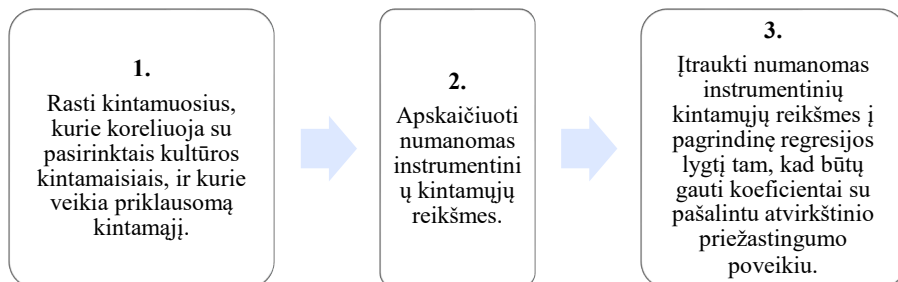 1.
Rasti kintamuosius,
kurie koreliuoja su
pasirinktais kultūros
kintamaisiais, ir kurie
veikia priklausomą
kintamąjį.
2.
Apskaičiuoti
numanomas
instrumentini
ų kintamųjų
reikšmes.
3.
Įtraukti numanomas
instrumentinių
kintamųjų reikšmes į
pagrindinę regresijos
lygtį tam, kad būtų
gauti koeficientai su
pašalintu atvirkštinio
priežastingumo
poveikiu.